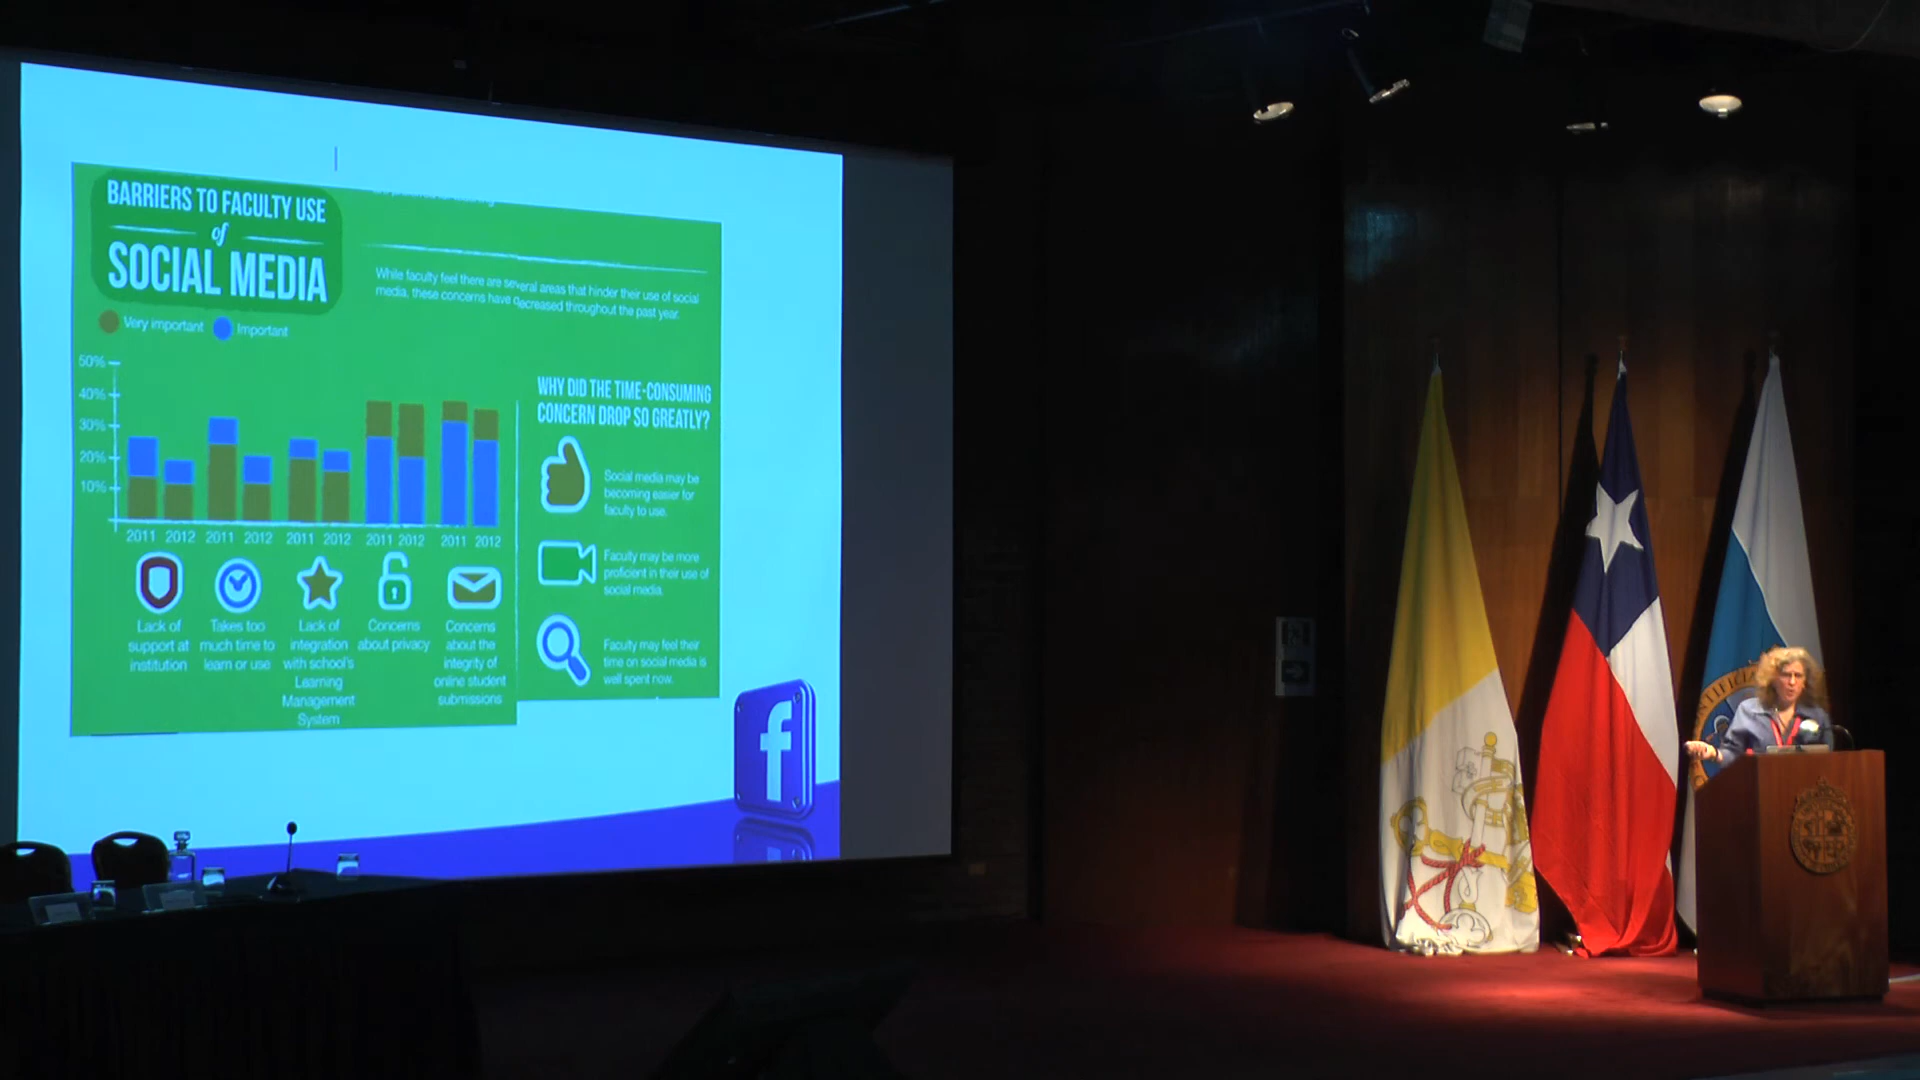 BARRIERS TO FACULTY USE
of
SOCIAL MEDIA
While faculty feel there are several areas that hinder their use of social
media, these concerns have decreased throughout the past year.
Very important
Important
50%
40%
30%
20%
10%
2011 2012 2011 2012 2011 2012 2011 2012 2011 2012
Lack of
support at
institution
Takes too
much time to
learn or use
Lack of
integration
with school's
Learning
Management
System
Concerns
about privacy
Concerns
about the
integrity of
online student
submissions
WHY DID THE TIME-CONSUMING
CONCERN DROP SO GREATLY?
Social media may be
becoming easier for
faculty to use.
Faculty may be more
proficient in their use of
social media.
Faculty may feel their
time on social media is
well spent now.
f